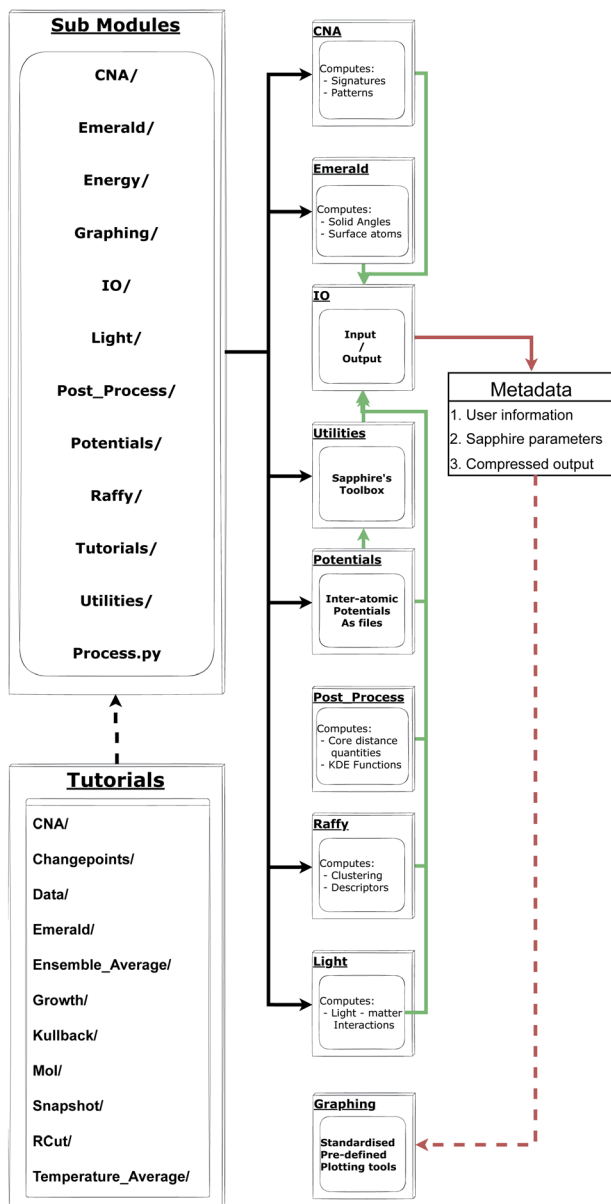 Sub Modules
CNA/
Emerald/
Energy/
Graphing/
IO/
Light/
Post_Process/
Potentials/
Raffy/
Tutorials/
Utilities/
Process.py
Tutorials
CNA/
Changepoints/
Data/
Emerald/
Ensemble_Average/
Growth/
Kullback/
Mol/
Snapshot/
RCut/
Temperature_Average/
CNA
Computes:
- Signatures
- Patterns
Emerald
Computes:
- Solid Angles
- Surface atoms
IO
Input
/
Output
Utilities
Sapphire's
Toolbox
Potentials
Inter-atomic
Potentials
As files
Post_Process
Computes:
- Core distance
quantities
- KDE Functions
Raffy
Computes:
- Clustering
- Descriptors
Light
Computes:
- Light - matter
Interactions
Graphing
Standardised
Pre-defined
Plotting tools
Metadata
1. User information
2. Sapphire parameters
3. Compressed output